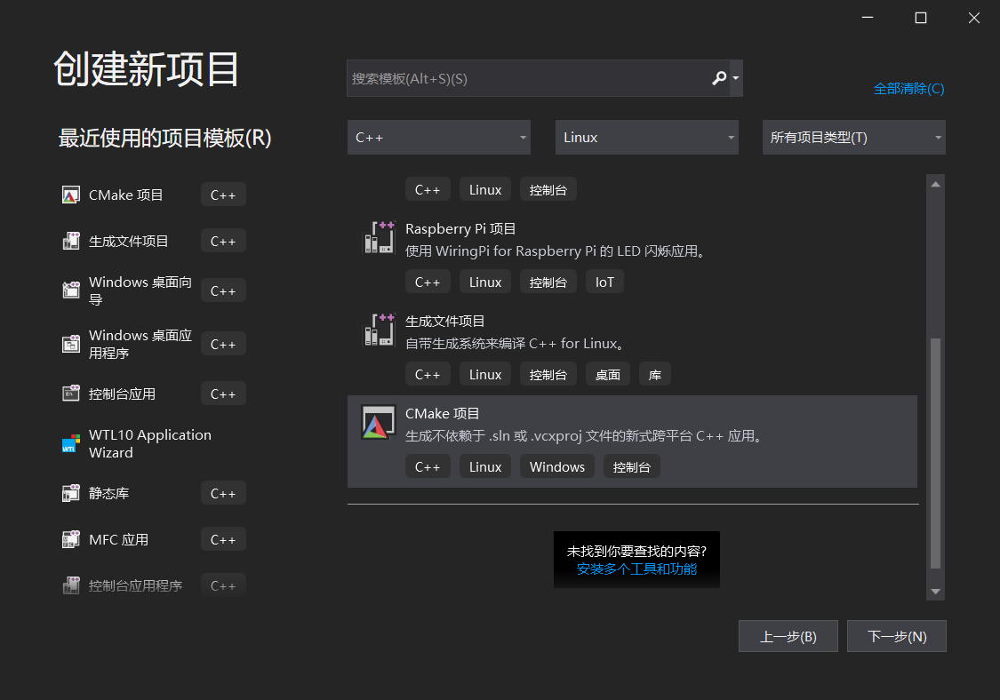 创建新项目
搜索模板(Alt+S)(S)
全部清除(C)
最近使用的项目模板(R)
C++
Linux
所有项目类型(T)
CMake 项目
C++
生成文件项目
C++
Windows 桌面向
导
C++
Windows 桌面应
用程序
C++
控制台应用
C++
WTL10 Application
Wizard
静态库
C++
MFC 应用
C++
控制台应用程序
C++
C++ Linux 控制台
Raspberry Pi 项目
使用 WiringPi for Raspberry Pi 的 LED 闪烁应用。
C++ Linux 控制台 IoT
生成文件项目
自带生成系统来编译 C++ for Linux。
C++ Linux 控制台 桌面 库
CMake 项目
生成不依赖于 .sln 或 .vcxproj 文件的新式跨平台 C++ 应用。
C++ Linux Windows 控制台
未找到你要查找的内容?
安装多个工具和功能
上一步(B)
下一步(N)